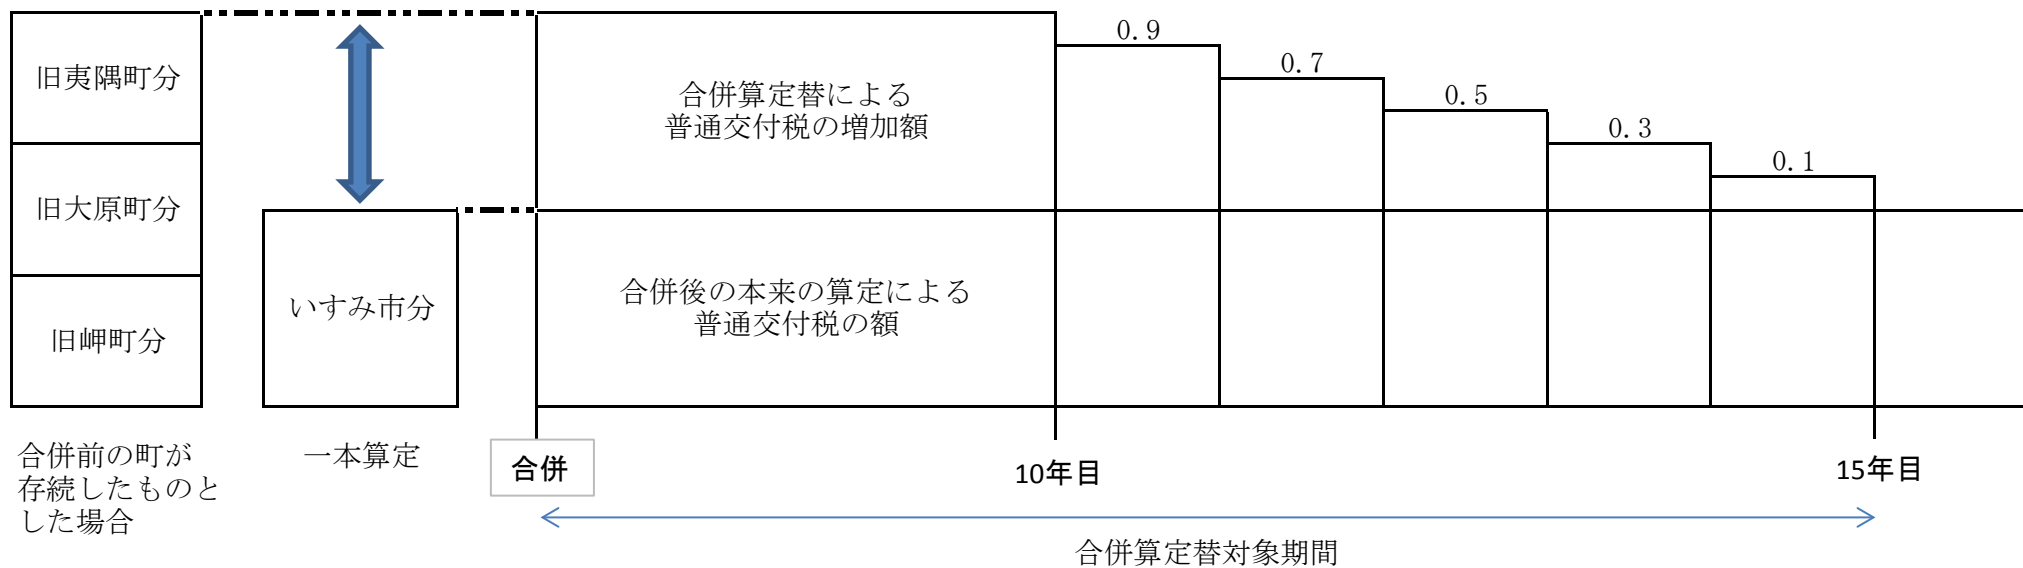 旧夷隅町分
旧大原町分
旧岬町分
合併前の町が
存続したものと
した場合
いすみ市分
一本算定
合併算定替による
普通交付税の増加額
合併後の本来の算定による
普通交付税の額
0.9
0.7
0.5
0.3
0.1
合併
10年目
15年目
合併算定替対象期間